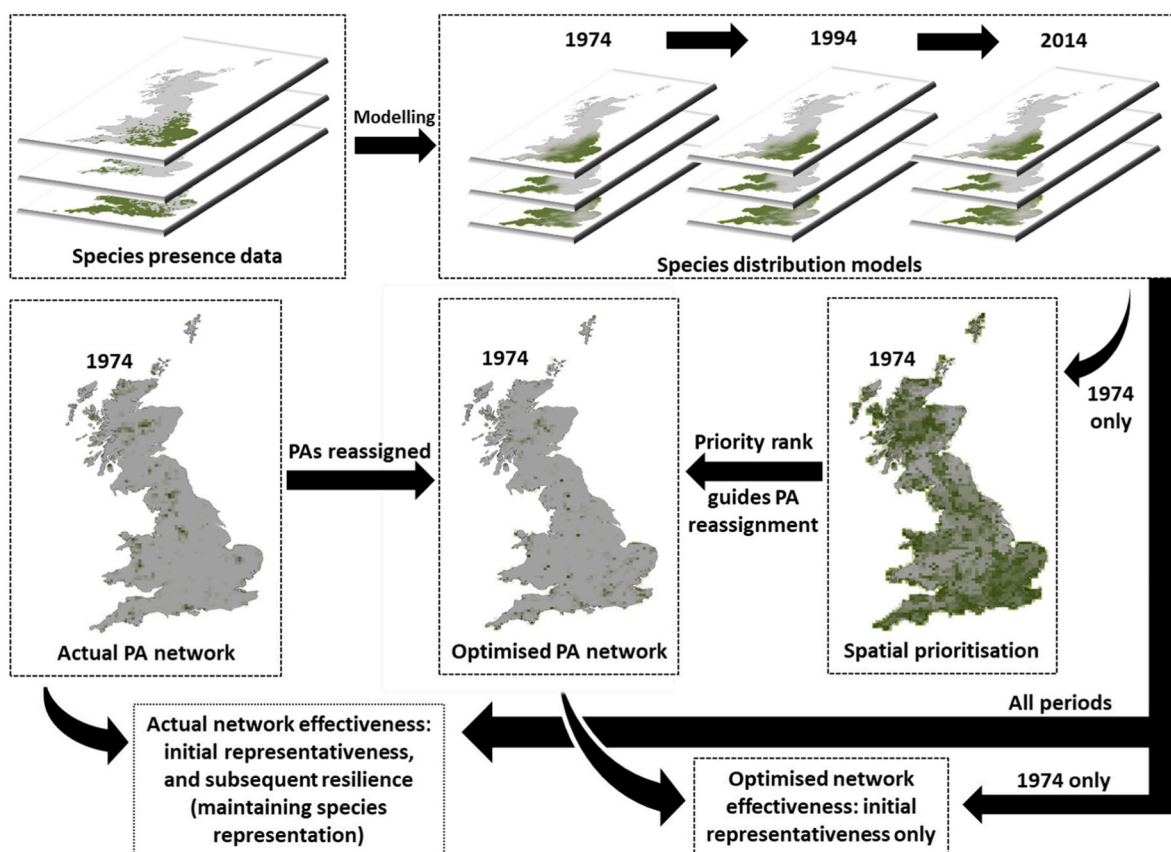 1974
1994
2014
Modelling
Species presence data
Species distribution models
1974
1974
1974
1974
only
PAs reassigned
Priority rank
guides PA
reassignment
Actual PA network
Optimised PA network
Spatial prioritisation
All periods
Actual network effectiveness:
initial representativeness,
and subsequent resilience
(maintaining species
representation)
1974 only
Optimised network
effectiveness: initial
representativeness only